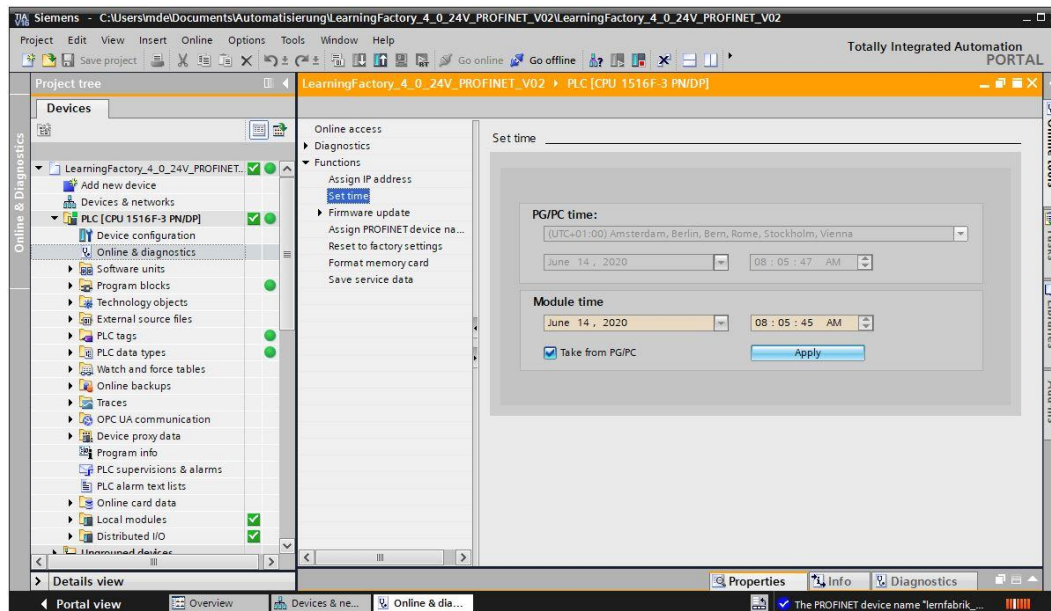 Siemens - C:\Users\mde\Documents\Automatisierung\LearningFactory_4_0_24V_PROFINET_V02\LearningFactory_4_0_24V_PROFINET_V02
Project Edit View Insert Online Options Tools Window Help
Totally Integrated Automation
PORTAL
Save project Go online Go offline
Project tree
LearningFactory_4_0_24V_PROFINET_V02 PLC [CPU 1516F-3 PN/DP]
Devices
Online & Diagnostics
LearningFactory_4_0_24V_PROFINET...
Add new device
Devices & networks
PLC [CPU 1516F-3 PN/DP]
Device configuration
Online & diagnostics
Software units
Program blocks
Technology objects
External source files
PLC tags
PLC data types
Watch and force tables
Online backups
Traces
OPC UA communication
Device proxy data
Program info
PLC supervisions & alarms
PLC alarm text lists
Online card data
Local modules
Distributed I/O
Ungrouped devices
Details view
Online access
Diagnostics
Functions
Assign IP address
Set time
Firmware update
Assign PROFINET device na...
Reset to factory settings
Format memory card
Save service data
Set time
PG/PC time:
(UTC+01:00) Amsterdam, Berlin, Bern, Rome, Stockholm, Vienna
June 14 , 2020 08 : 05 : 47 AM
Module time
June 14 , 2020 08 : 05 : 45 AM
Take from PG/PC Apply
Properties Info Diagnostics
Portal view Overview Devices & ne... Online & dia... The PROFINET device name "lernfabrik_...